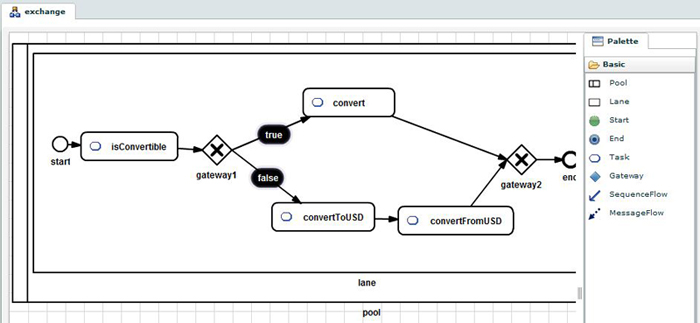 exchange
Palette
Basic
Pool
Lane
Start
End
Task
Gateway
SequenceFlow
MessageFlow
convert
true
start
isConvertible
gateway1
false
gateway2
end
convertToUSD
convertFromUSD
lane
pool